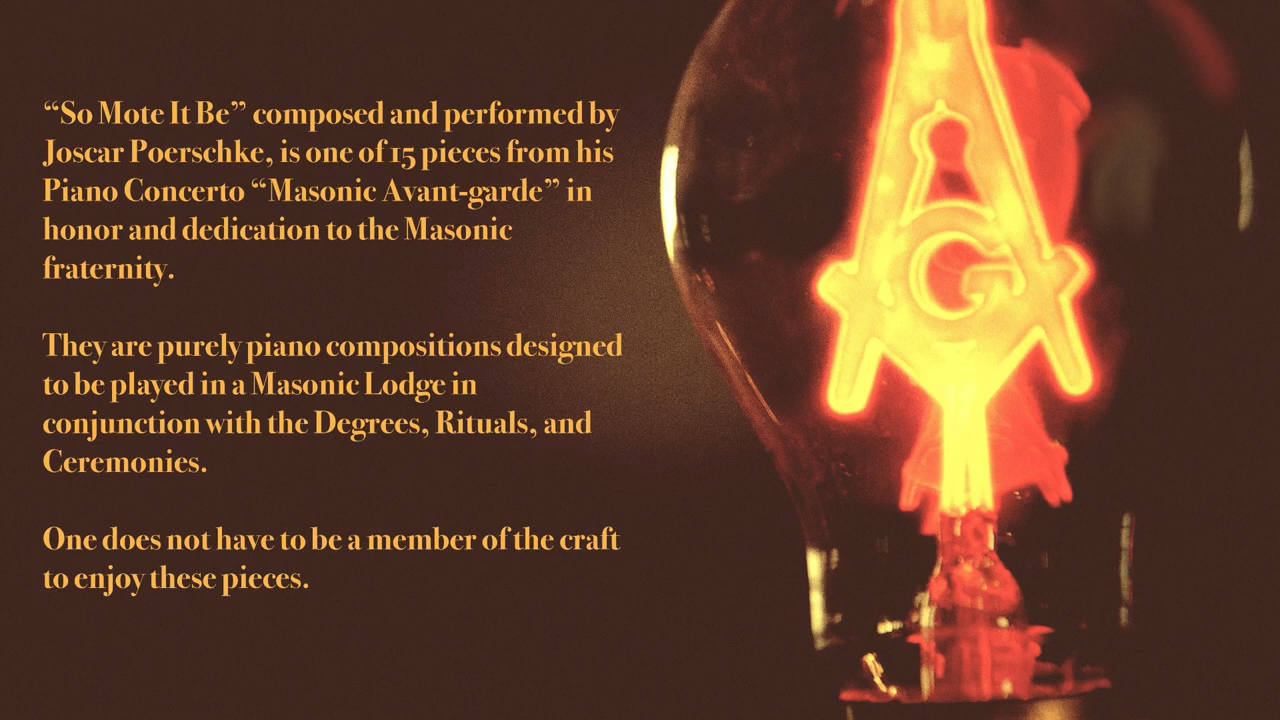 “So Mote It Be” composed and performed by
Joscar Poerschke, is one of 15 pieces from his
Piano Concerto “Masonic Avant-garde” in
honor and dedication to the Masonic
fraternity.
They are purely piano compositions designed
to be played in a Masonic Lodge in
conjunction with the Degrees, Rituals, and
Ceremonies.
One does not have to be a member of the craft
to enjoy these pieces.
G